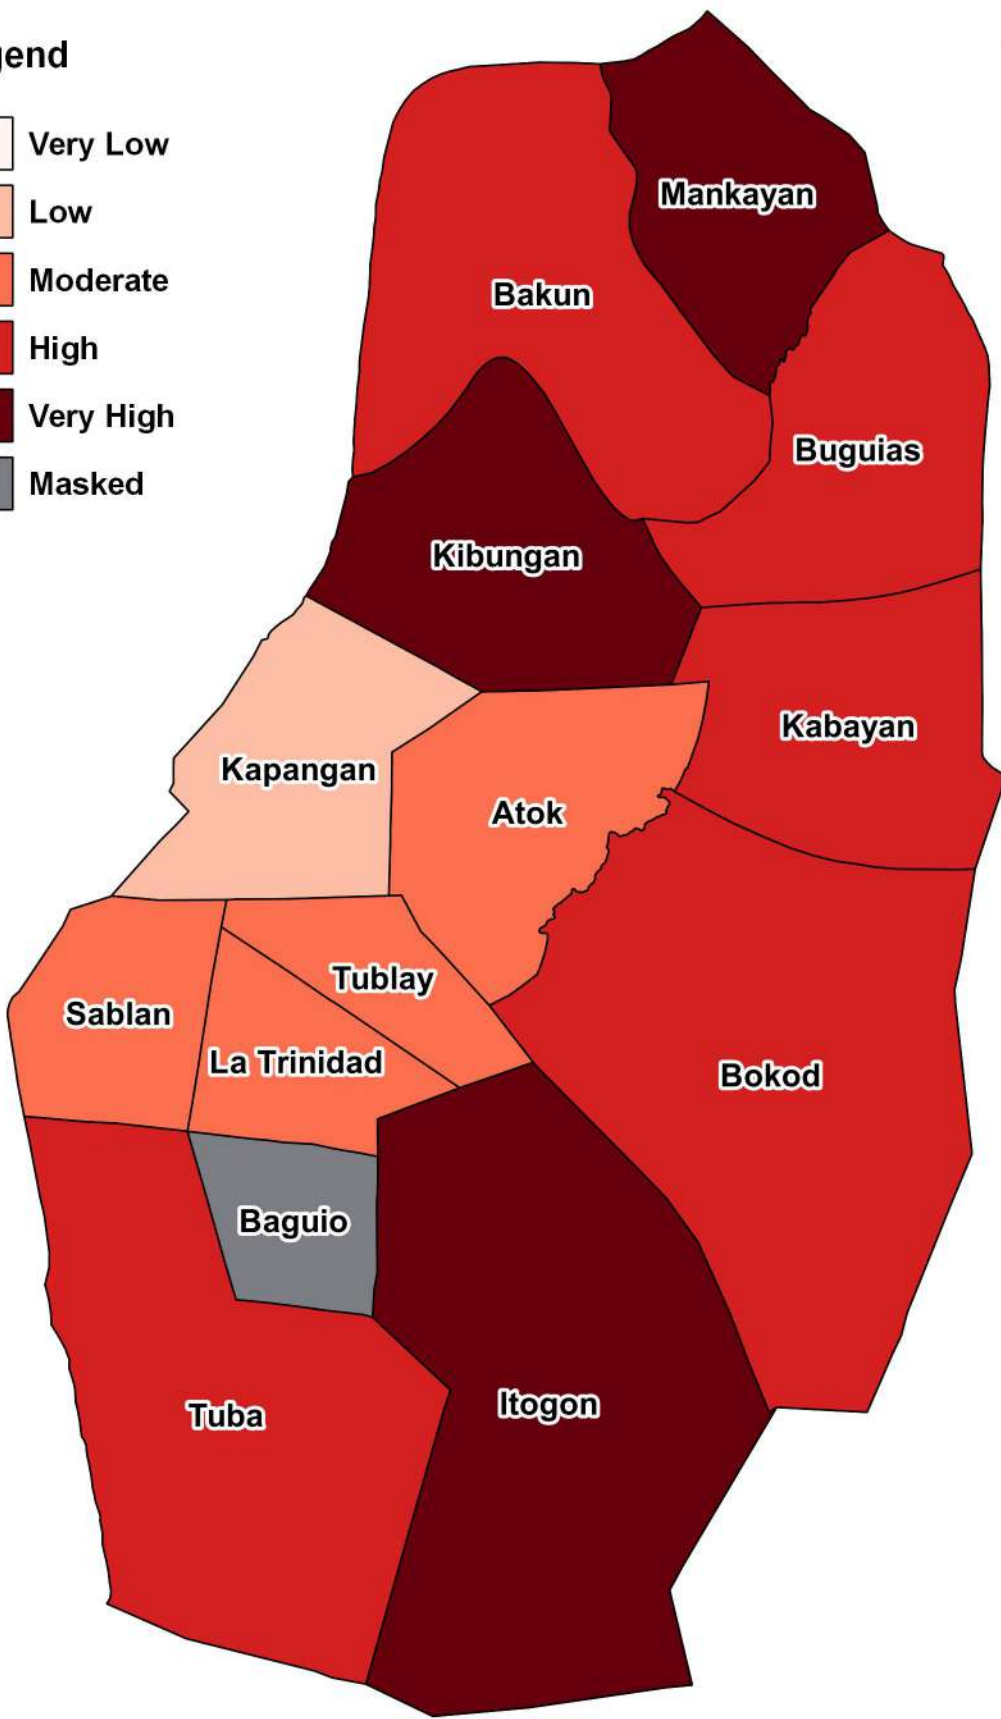 gend
Very Low
Low
Moderate
High
Very High
Masked
Mankayan
Bakun
Buguias
Kibungan
Kabayan
Kapangan
Atok
Tublay
Sablan
La Trinidad
Bokod
Baguio
Itogon
Tuba